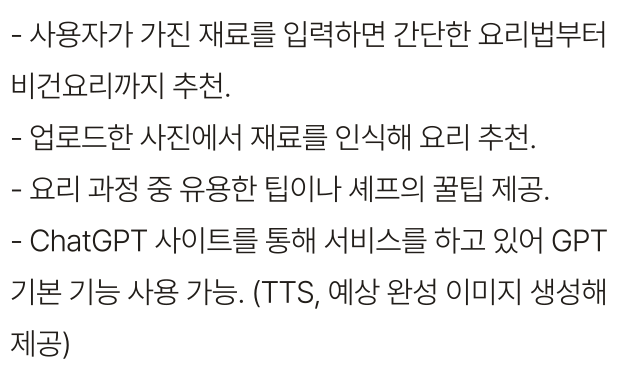 - 사용자가 가진 재료를 입력하면 간단한 요리법부터
비건요리까지 추천.
- 업로드한 사진에서 재료를 인식해 요리 추천.
- 요리 과정 중 유용한 팁이나 셰프의 꿀팁 제공.
- ChatGPT 사이트를 통해 서비스를 하고 있어 GPT
기본 기능 사용 가능. (TTS, 예상 완성 이미지 생성해
제공)